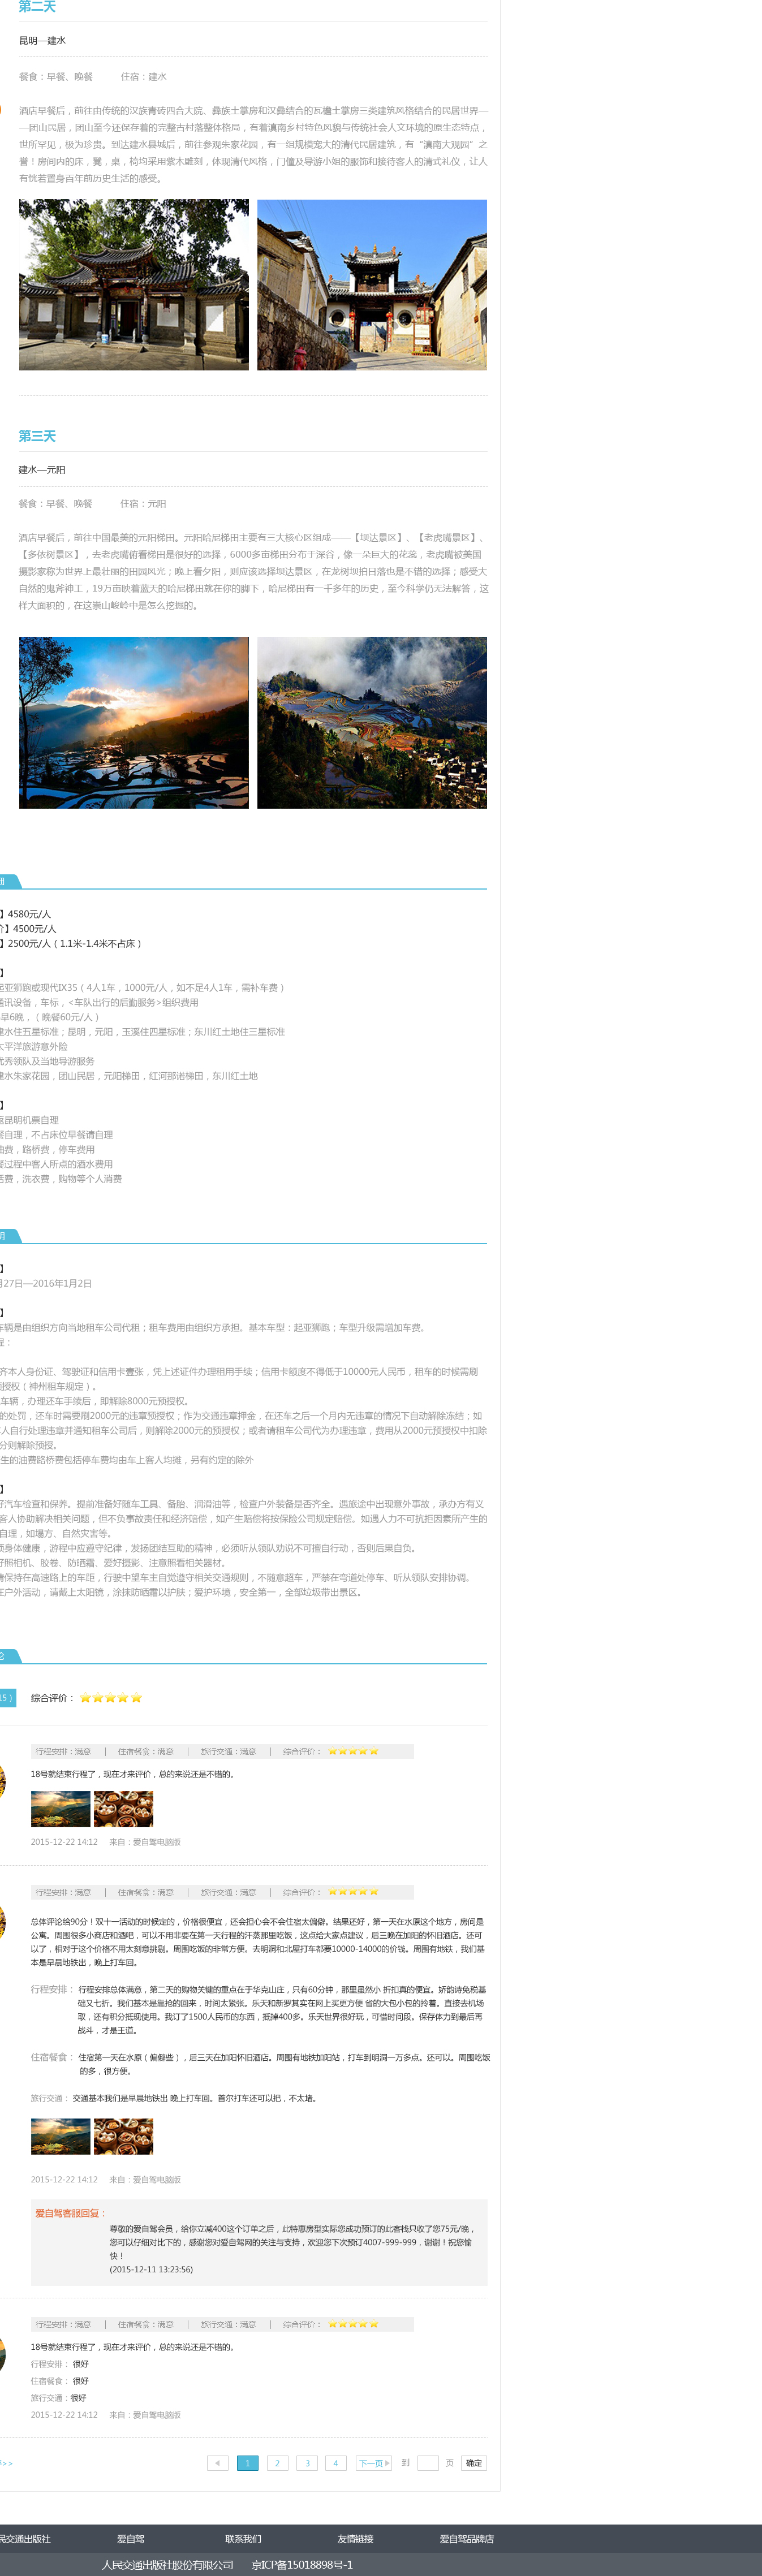 第二天
昆明—建水
餐食：早餐、晚餐 住宿：建水
酒店早餐后，前往由传统的汉族青砖四合大院、彝族土掌房和汉彝结合的瓦檐土掌房三类建筑风格结合的民居世界—
—团山民居，团山至今还保存着的完整古村落整体格局，有着滇南乡村特色风貌与传统社会人文环境的原生态特点，
世所罕见，极为珍贵。到达建水县城后，前往参观朱家花园，有一组规模宠大的清代民居建筑，有“滇南大观园”之
誉！房间内的床，凳，桌，椅均采用紫木雕刻，体现清代风格，门僮及导游小姐的服饰和接待客人的清式礼仪，让人
有恍若置身百年前历史生活的感受。
第三天
建水—元阳
餐食：早餐、晚餐 住宿：元阳
酒店早餐后，前往中国最美的元阳梯田。元阳哈尼梯田主要有三大核心区组成——【坝达景区】、【老虎嘴景区】、
【多依树景区】，去老虎嘴俯看梯田是很好的选择，6000多亩梯田分布于深谷，像一朵巨大的花蕊，老虎嘴被美国
摄影家称为世界上最壮丽的田园风光；晚上看夕阳，则应该选择坝达景区，在龙树坝拍日落也是不错的选择；感受大
自然的鬼斧神工，19万亩映着蓝天的哈尼梯田就在你的脚下，哈尼梯田有一千多年的历史，至今科学仍无法解答，这
样大面积的，在这崇山峻岭中是怎么挖掘的。
】4580元/人
价】4500元/人
】2500元/人（1.1米-1.4米不占床）
】
起亚狮跑或现代IX35（4人1车，1000元/人，如不足4人1车，需补车费）
通讯设备，车标，<车队出行的后勤服务>组织费用
早6晚，（晚餐60元/人）
建水住五星标准；昆明，元阳，玉溪住四星标准；东川红土地住三星标准
太平洋旅游意外险
优秀领队及当地导游服务
建水朱家花园，团山民居，元阳梯田，红河那诺梯田，东川红土地
】
返昆明机票自理
餐自理，不占床位早餐请自理
油费，路桥费，停车费用
餐过程中客人所点的酒水费用
话费，洗衣费，购物等个人消费
明
】
月27日—2016年1月2日
】
车辆是由组织方向当地租车公司代租；租车费用由组织方承担。基本车型：起亚狮跑；车型升级需增加车费。
程：
齐本人身份证、驾驶证和信用卡壹张，凭上述证件办理租用手续；信用卡额度不得低于10000元人民币，租车的时候需刷
预授权（神州租车规定）。
车辆，办理还车手续后，即解除8000元预授权。
的处罚，还车时需要刷2000元的违章预授权；作为交通违章押金，在还车之后一个月内无违章的情况下自动解除冻结；如
人自行处理违章并通知租车公司后，则解除2000元的预授权；或者请租车公司代为办理违章，费用从2000元预授权中扣除
分则解除预授。
生的油费路桥费包括停车费均由车上客人均摊，另有约定的除外
】
好汽车检查和保养。提前准备好随车工具、备胎、润滑油等，检查户外装备是否齐全。遇旅途中出现意外事故，承办方有义
客人协助解决相关问题，但不负事故责任和经济赔偿，如产生赔偿将按保险公司规定赔偿。如遇人力不可抗拒因素所产生的
自理，如塌方、自然灾害等。
须身体健康，游程中应遵守纪律，发扬团结互助的精神，必须听从领队劝说不可擅自行动，否则后果自负。
好照相机、胶卷、防晒霜、爱好摄影、注意照看相关器材。
请保持在高速路上的车距，行驶中望车主自觉遵守相关交通规则，不随意超车，严禁在弯道处停车、听从领队安排协调。
在户外活动，请戴上太阳镜，涂抹防晒霜以护肤；爱护环境，安全第一，全部垃圾带出景区。
论
15） 综合评价：
行程安排：满意 | 住宿餐食：满意 | 旅行交通：满意 | 综合评价：
18号就结束行程了，现在才来评价，总的来说还是不错的。
2015-12-22 14:12 来自：爱自驾电脑版
行程安排：满意 | 住宿餐食：满意 | 旅行交通：满意 | 综合评价：
总体评论给90分！双十一活动的时候定的，价格很便宜，还会担心会不会住宿太偏僻。结果还好，第一天在水原这个地方，房间是
公寓。周围很多小商店和酒吧，可以不用非要在第一天行程的汗蒸那里吃饭，这点给大家点建议，后三晚在加阳的怀旧酒店。还可
以了，相对于这个价格不用太刻意挑剔。周围吃饭的非常方便。去明洞和北屋打车都要10000-14000的价钱。周围有地铁，我们基
本是早晨地铁出，晚上打车回。
行程安排： 行程安排总体满意，第二天的购物关键的重点在于华克山庄，只有60分钟，那里虽然小 折扣真的便宜。娇韵诗免税基
础又七折。我们基本是靠抢的回来，时间太紧张。乐天和新罗其实在网上买更方便 省的大包小包的拎着。直接去机场
取，还有积分抵现使用。我订了1500人民币的东西，抵掉400多。乐天世界很好玩，可惜时间段。保存体力到最后再
战斗，才是王道。
住宿餐食： 住宿第一天在水原（偏僻些），后三天在加阳怀旧酒店。周围有地铁加阳站，打车到明洞一万多点。还可以。周围吃饭
的多，很方便。
旅行交通： 交通基本我们是早晨地铁出 晚上打车回。首尔打车还可以把，不太堵。
2015-12-22 14:12 来自：爱自驾电脑版
爱自驾客服回复：
尊敬的爱自驾会员，给你立减400这个订单之后，此特惠房型实际您成功预订的此客栈只收了您75元/晚，
您可以仔细对比下的，感谢您对爱自驾网的关注与支持，欢迎您下次预订4007-999-999，谢谢！祝您愉
快！
(2015-12-11 13:23:56)
行程安排：满意 | 住宿餐食：满意 | 旅行交通：满意 | 综合评价：
18号就结束行程了，现在才来评价，总的来说还是不错的。
行程安排： 很好
住宿餐食： 很好
旅行交通：很好
2015-12-22 14:12 来自：爱自驾电脑版
>> 1 2 3 4 下一页 到 页 确定
民交通出版社 爱自驾 联系我们 友情链接 爱自驾品牌店
人民交通出版社股份有限公司 京ICP备15018898号-1